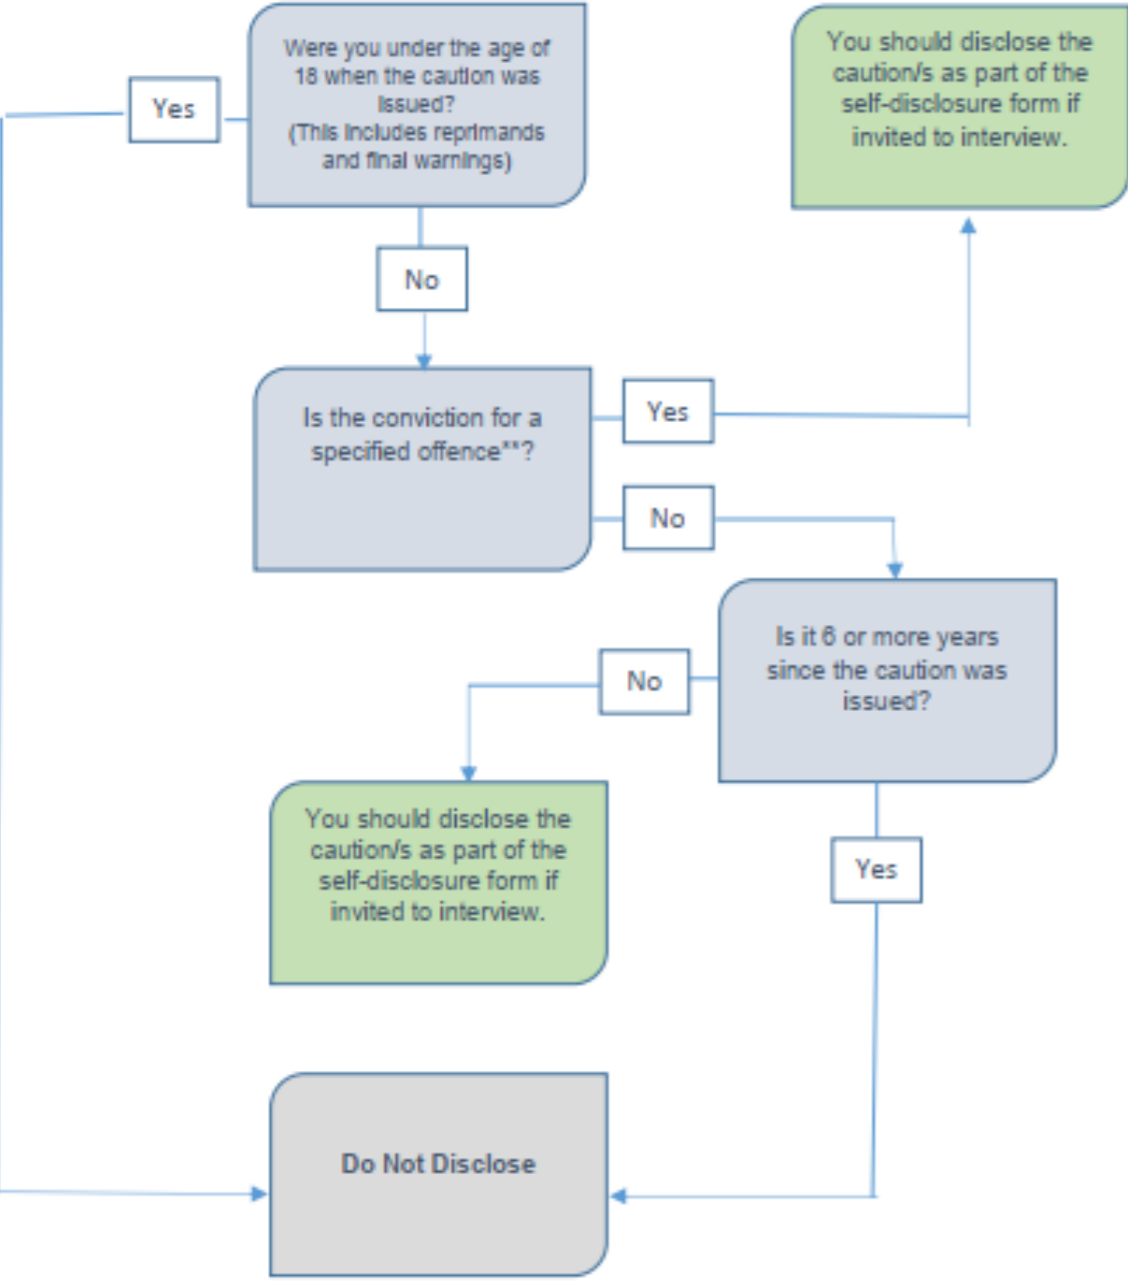 Were you under the age of
18 when the caution was
issued?
(This includes reprimands
and final warnings)
Yes
No
You should disclose the
caution/s as part of the
self-disclosure form if
invited to interview.
Is the conviction for a
specified offence**?
Yes
No
Is it 6 or more years
since the caution was
issued?
No
Yes
You should disclose the
caution/s as part of the
self-disclosure form if
invited to interview.
Do Not Disclose